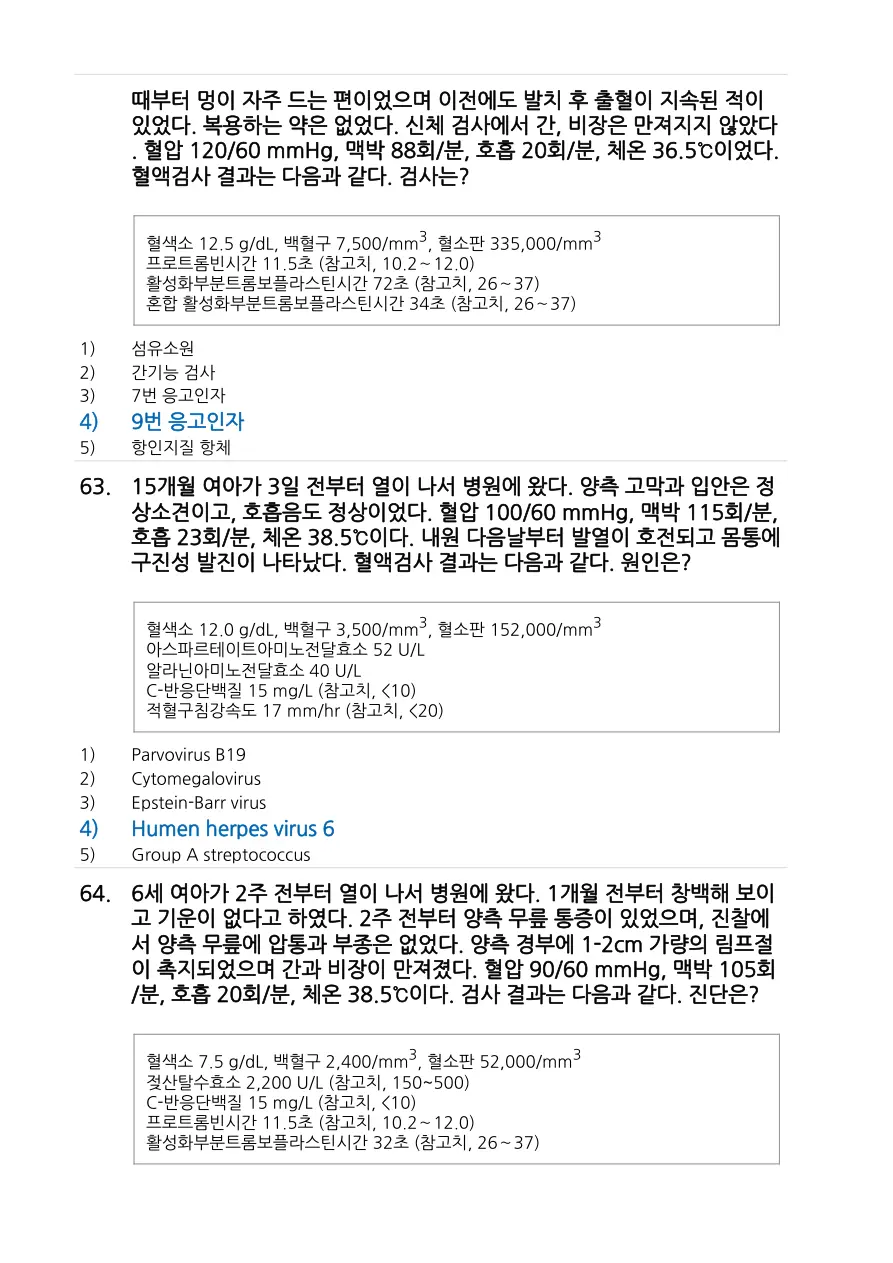 때부터 멍이 자주 드는 편이었으며 이전에도 발치 후 출혈이 지속된 적이
있었다. 복용하는 약은 없었다. 신체 검사에서 간, 비장은 만져지지 않았다
. 혈압 120/60 mmHg, 맥박 88회/분, 호흡 20회/분, 체온 36.5℃이었다.
혈액검사 결과는 다음과 같다. 검사는?
혈색소 12.5 g/dL, 백혈구 7,500/mm³, 혈소판 335,000/mm³
프로트롬빈시간 11.5초 (참고치, 10.2∼12.0)
활성화부분트롬보플라스틴시간 72초 (참고치, 26∼37)
혼합 활성화부분트롬보플라스틴시간 34초 (참고치, 26∼37)
1) 섬유소원
2) 간기능 검사
3) 7번 응고인자
4) 9번 응고인자
5) 항인지질 항체
63. 15개월 여아가 3일 전부터 열이 나서 병원에 왔다. 양측 고막과 입안은 정
상소견이고, 호흡음도 정상이었다. 혈압 100/60 mmHg, 맥박 115회/분,
호흡 23회/분, 체온 38.5℃이다. 내원 다음날부터 발열이 호전되고 몸통에
구진성 발진이 나타났다. 혈액검사 결과는 다음과 같다. 원인은?
혈색소 12.0 g/dL, 백혈구 3,500/mm³, 혈소판 152,000/mm³
아스파르테이트아미노전달효소 52 U/L
알라닌아미노전달효소 40 U/L
C-반응단백질 15 mg/L (참고치, <10)
적혈구침강속도 17 mm/hr (참고치, <20)
1) Parvovirus B19
2) Cytomegalovirus
3) Epstein-Barr virus
4) Humen herpes virus 6
5) Group A streptococcus
64. 6세 여아가 2주 전부터 열이 나서 병원에 왔다. 1개월 전부터 창백해 보이
고 기운이 없다고 하였다. 2주 전부터 양측 무릎 통증이 있었으며, 진찰에
서 양측 무릎에 압통과 부종은 없었다. 양측 경부에 1-2cm 가량의 림프절
이 촉지되었으며 간과 비장이 만져졌다. 혈압 90/60 mmHg, 맥박 105회
/분, 호흡 20회/분, 체온 38.5℃이다. 검사 결과는 다음과 같다. 진단은?
혈색소 7.5 g/dL, 백혈구 2,400/mm³, 혈소판 52,000/mm³
젖산탈수효소 2,200 U/L (참고치, 150~500)
C-반응단백질 15 mg/L (참고치, <10)
프로트롬빈시간 11.5초 (참고치, 10.2∼12.0)
활성화부분트롬보플라스틴시간 32초 (참고치, 26∼37)